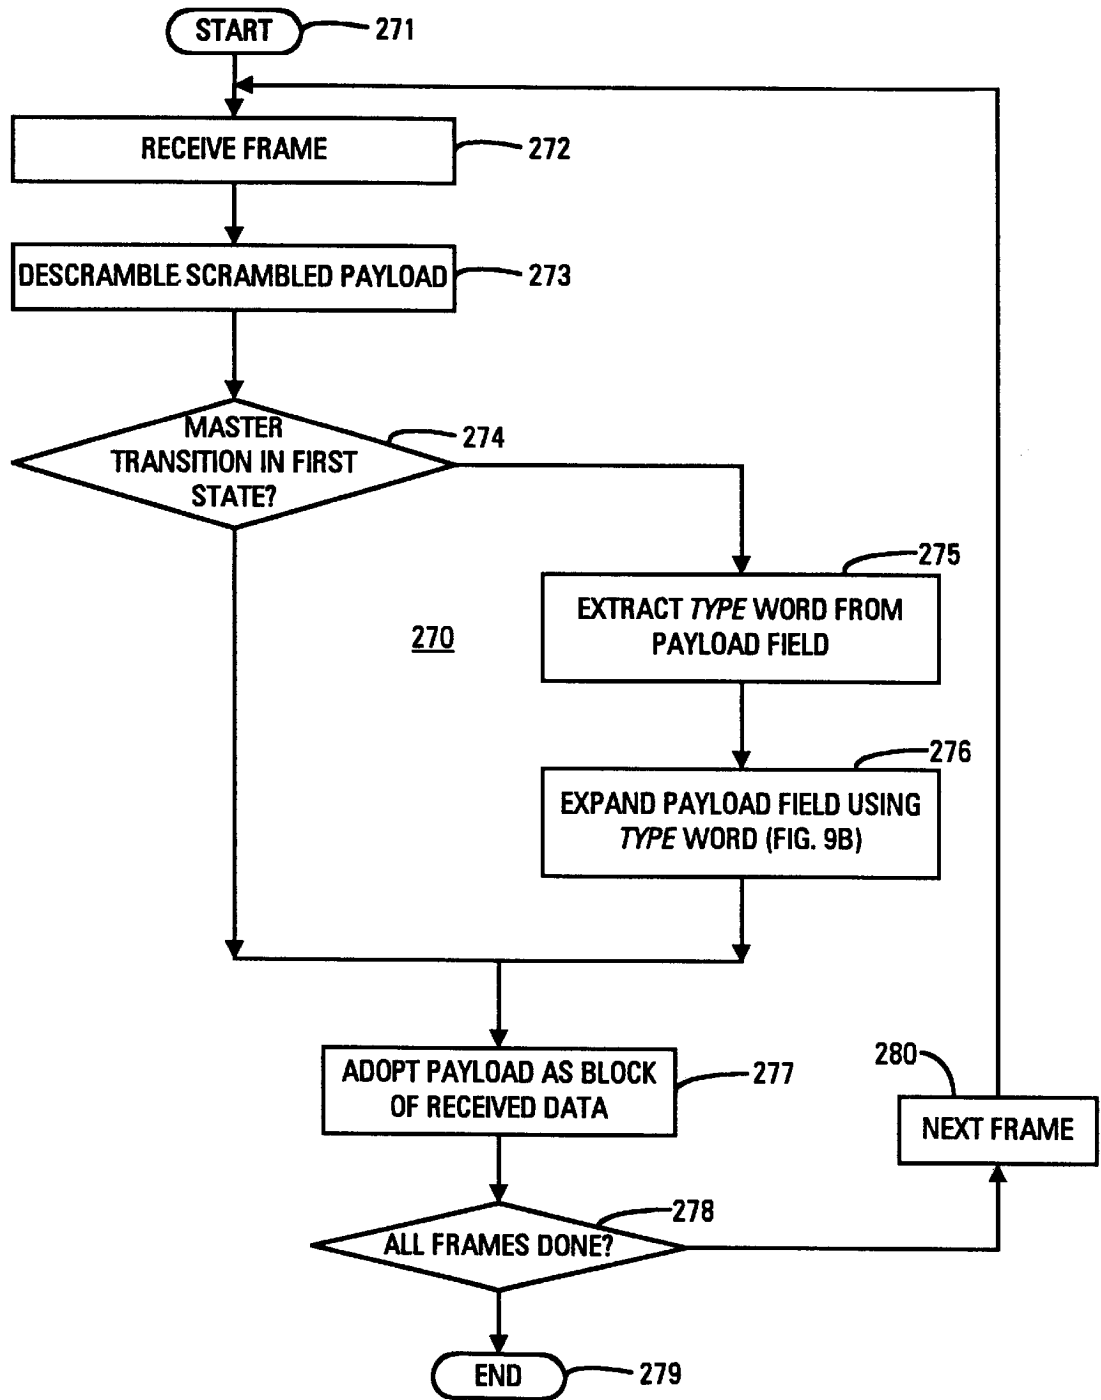 START
271
RECEIVE FRAME
272
DESCRAMBLE SCRAMBLED PAYLOAD
273
MASTER
TRANSITION IN FIRST
STATE?
274
275
EXTRACT TYPE WORD FROM
PAYLOAD FIELD
270
276
EXPAND PAYLOAD FIELD USING
TYPE WORD (FIG. 9B)
ADOPT PAYLOAD AS BLOCK
OF RECEIVED DATA
277
280
NEXT FRAME
278
ALL FRAMES DONE?
END
279